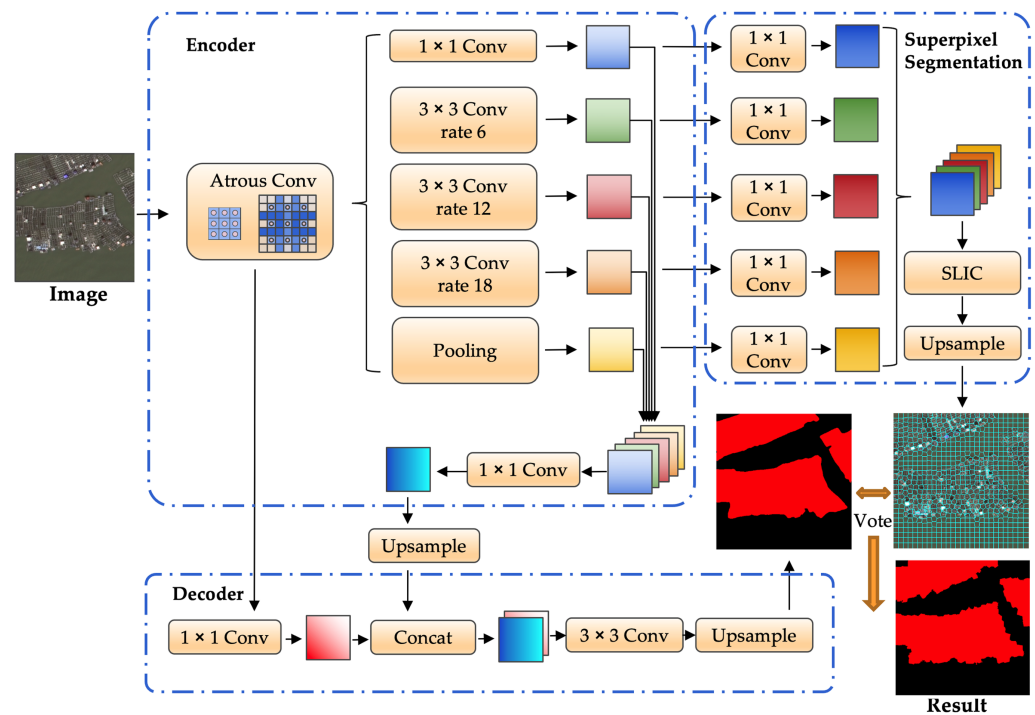 Encoder
1 × 1 Conv
3 × 3 Conv
rate 6
3 × 3 Conv
rate 12
3 × 3 Conv
rate 18
Pooling
Atrous Conv
Image
1 × 1
Conv
1 × 1
Conv
1 × 1
Conv
1 × 1
Conv
1 × 1
Conv
Superpixel
Segmentation
SLIC
Upsample
1 × 1 Conv
Upsample
Vote
Decoder
1 × 1 Conv
Concat
3 × 3 Conv
Upsample
Result